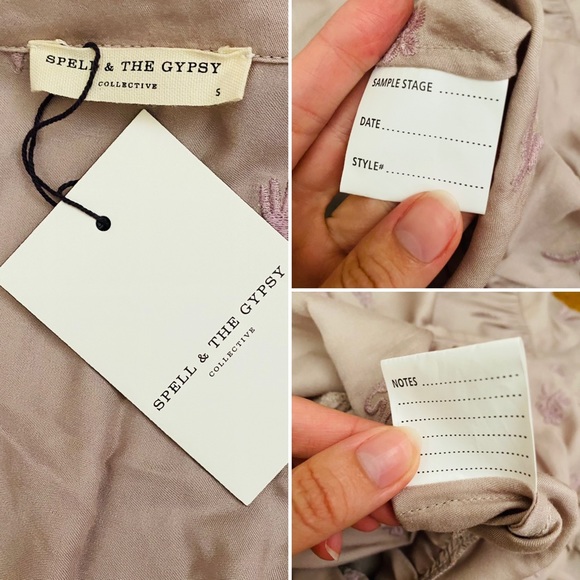 SPELL & THE GYPSY
COLLECTIVE
S
SPELL & THE GYPSY
COLLECTIVE
SAMPLE STAGE ..................
DATE ..................
STYLE# ..................
NOTES ..................